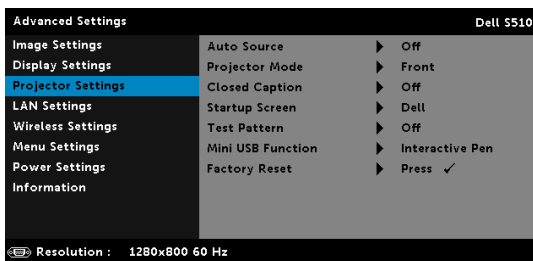 Advanced Settings Dell S510
Image Settings Auto Source Off
Display Settings Projector Mode Front
Projector Settings Closed Caption Off
LAN Settings Startup Screen Dell
Wireless Settings Test Pattern Off
Menu Settings Mini USB Function Interactive Pen
Power Settings Factory Reset Press ✓
Information
Resolution : 1280x800 60 Hz